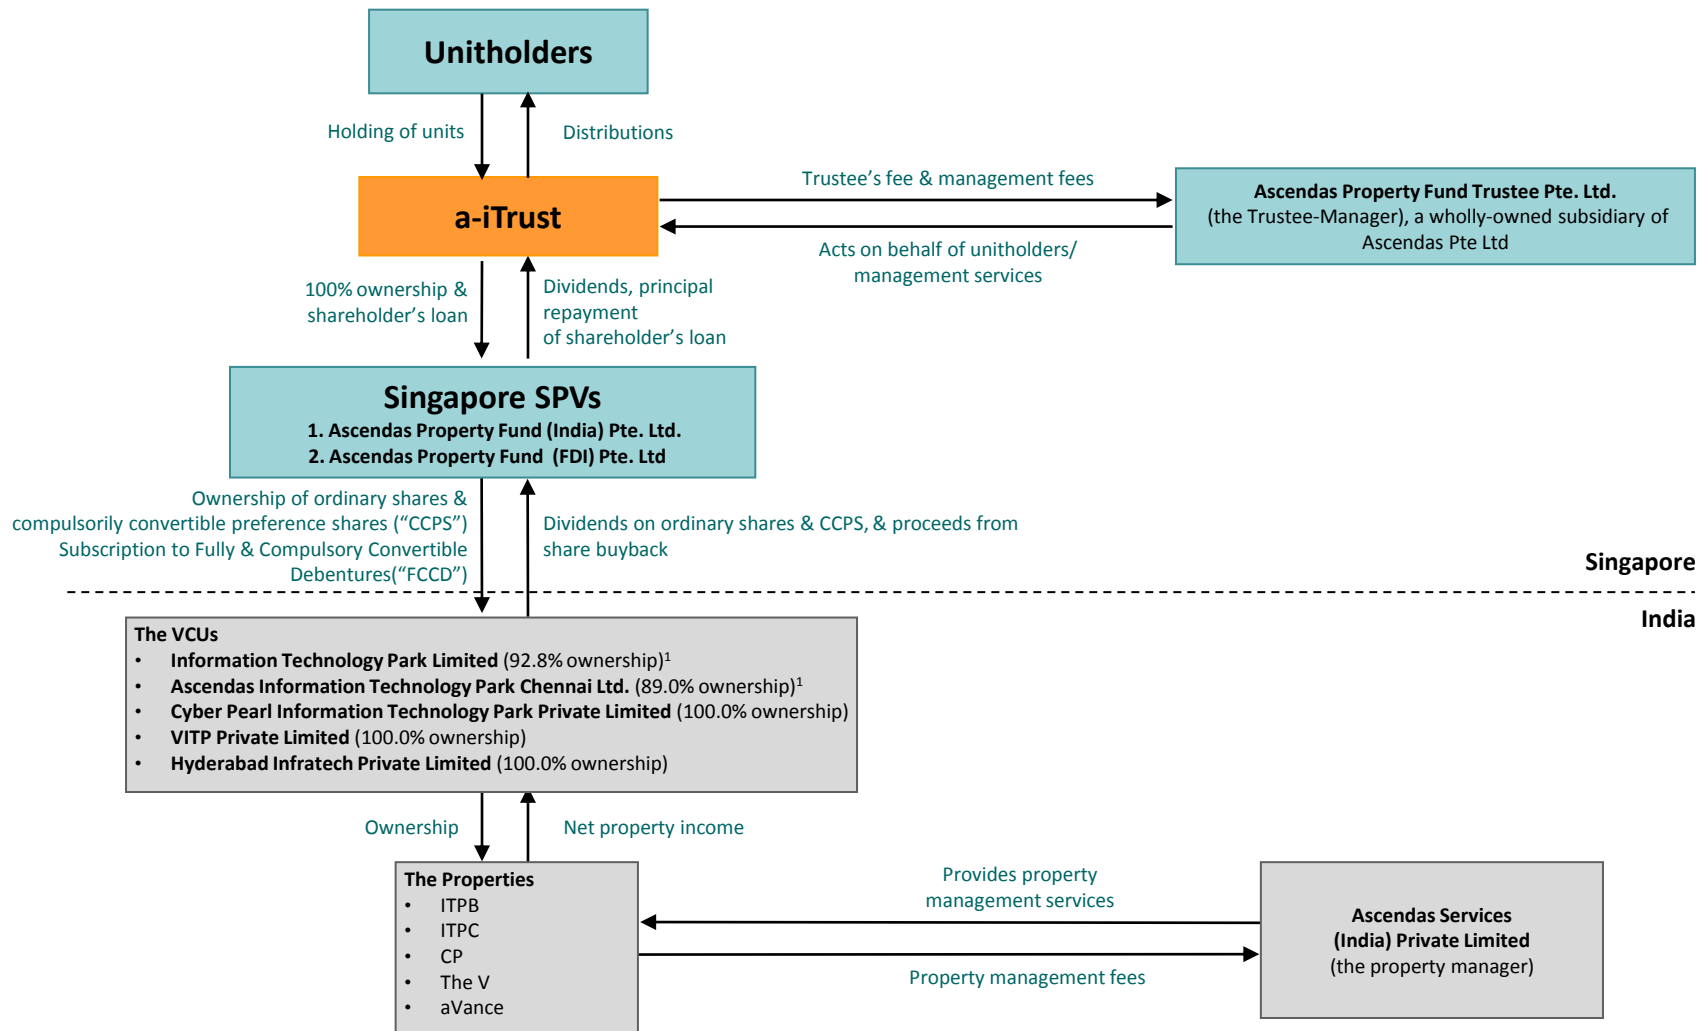 Unitholders
Holding of units
Distributions
a-iTrust
Trustee’s fee & management fees
Acts on behalf of unitholders/
management services
Ascendas Property Fund Trustee Pte. Ltd.
(the Trustee-Manager), a wholly-owned subsidiary of
Ascendas Pte Ltd
100% ownership &
shareholder’s loan
Dividends, principal
repayment
of shareholder’s loan
Singapore SPVs
1. Ascendas Property Fund (India) Pte. Ltd.
2. Ascendas Property Fund (FDI) Pte. Ltd
Ownership of ordinary shares &
compulsorily convertible preference shares (“CCPS”)
Subscription to Fully & Compulsory Convertible
Debentures(“FCCD”)
Dividends on ordinary shares & CCPS, & proceeds from
share buyback
Singapore
India
The VCUs
• Information Technology Park Limited (92.8% ownership)¹
• Ascendas Information Technology Park Chennai Ltd. (89.0% ownership)¹
• Cyber Pearl Information Technology Park Private Limited (100.0% ownership)
• VITP Private Limited (100.0% ownership)
• Hyderabad Infratech Private Limited (100.0% ownership)
Ownership
Net property income
The Properties
• ITPB
• ITPC
• CP
• The V
• aVance
Provides property
management services
Property management fees
Ascendas Services
(India) Private Limited
(the property manager)